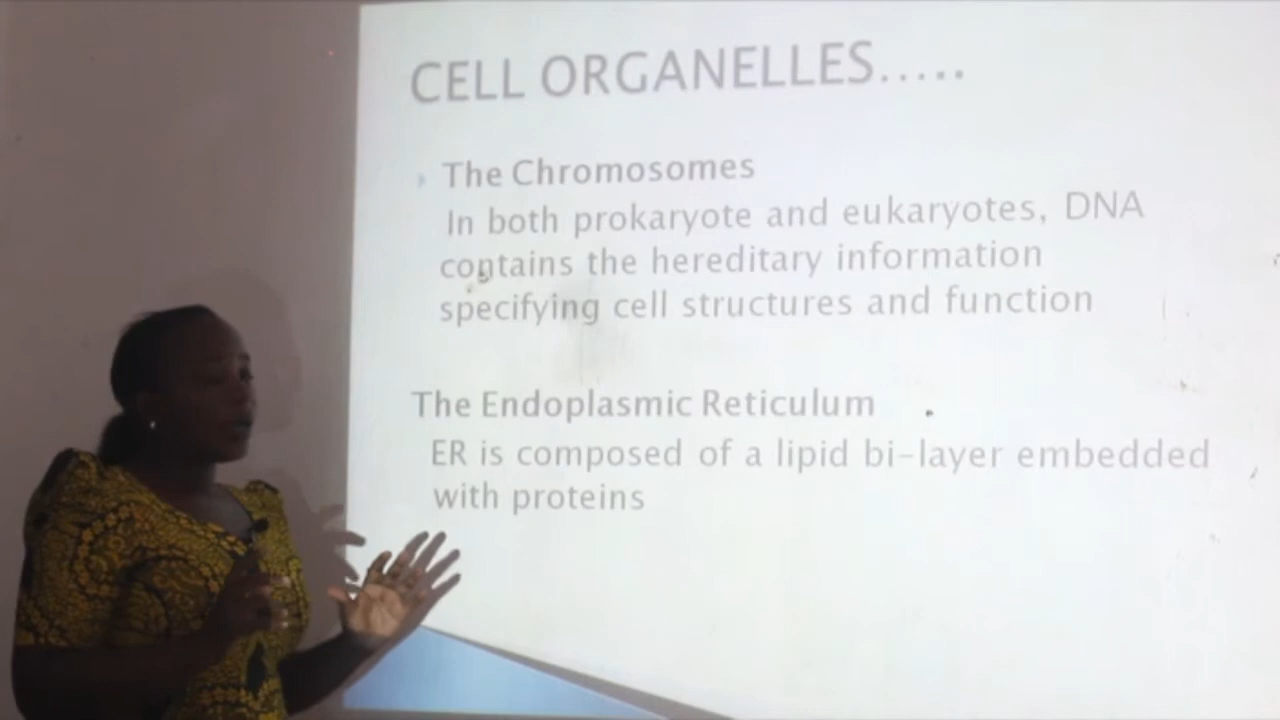 CELL ORGANELLES.....
The Chromosomes
In both prokaryote and eukaryotes, DNA
contains the hereditary information
specifying cell structures and function
The Endoplasmic Reticulum
ER is composed of a lipid bi-layer embedded
with proteins